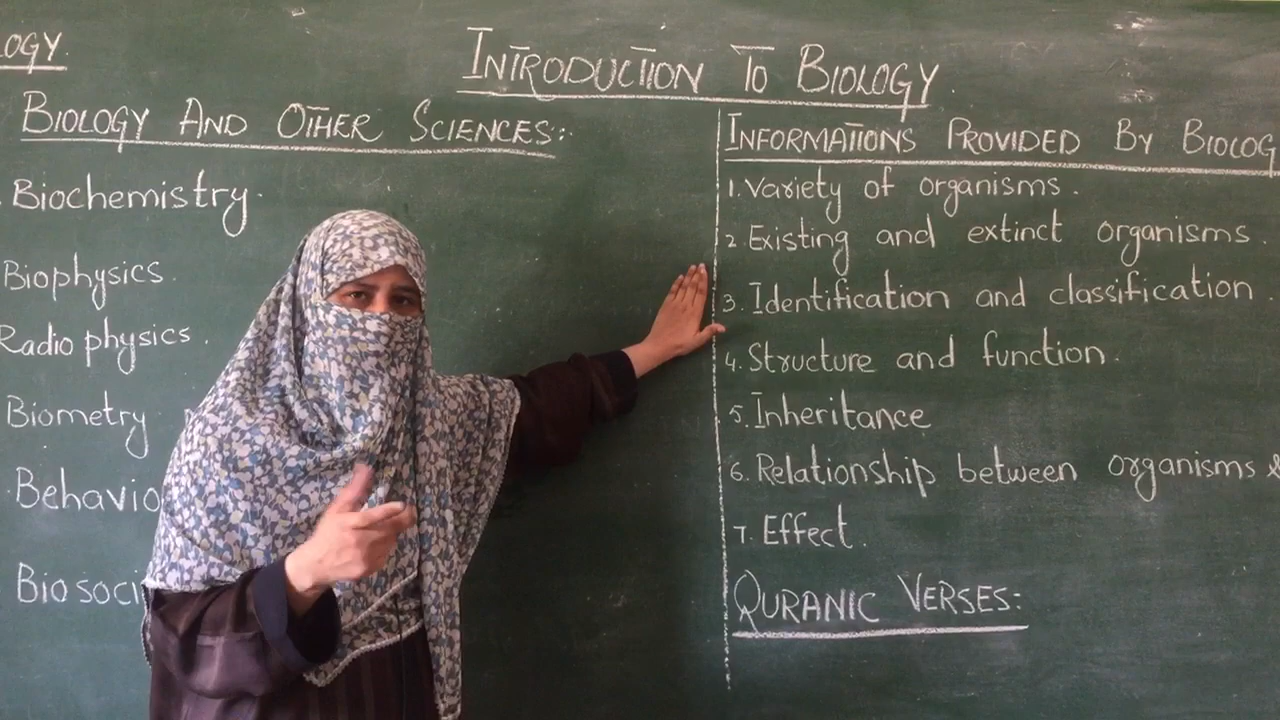 OGY.
INTRODUCTION TO BIOLOGY.
BIOLOGY AND OTHER SCIENCES:.
Biochemistry.
Biophysics.
Radio physics.
Biometry
Behavio
Biosoci
INFORMATIONS PROVIDED BY BIOLOG
1. Variety of organisms.
2. Existing and extinct organisms.
3. Identification and classification.
4. Structure and function.
5. Inheritance
6. Relationship between organisms &
7. Effect.
QURANIC VERSES: